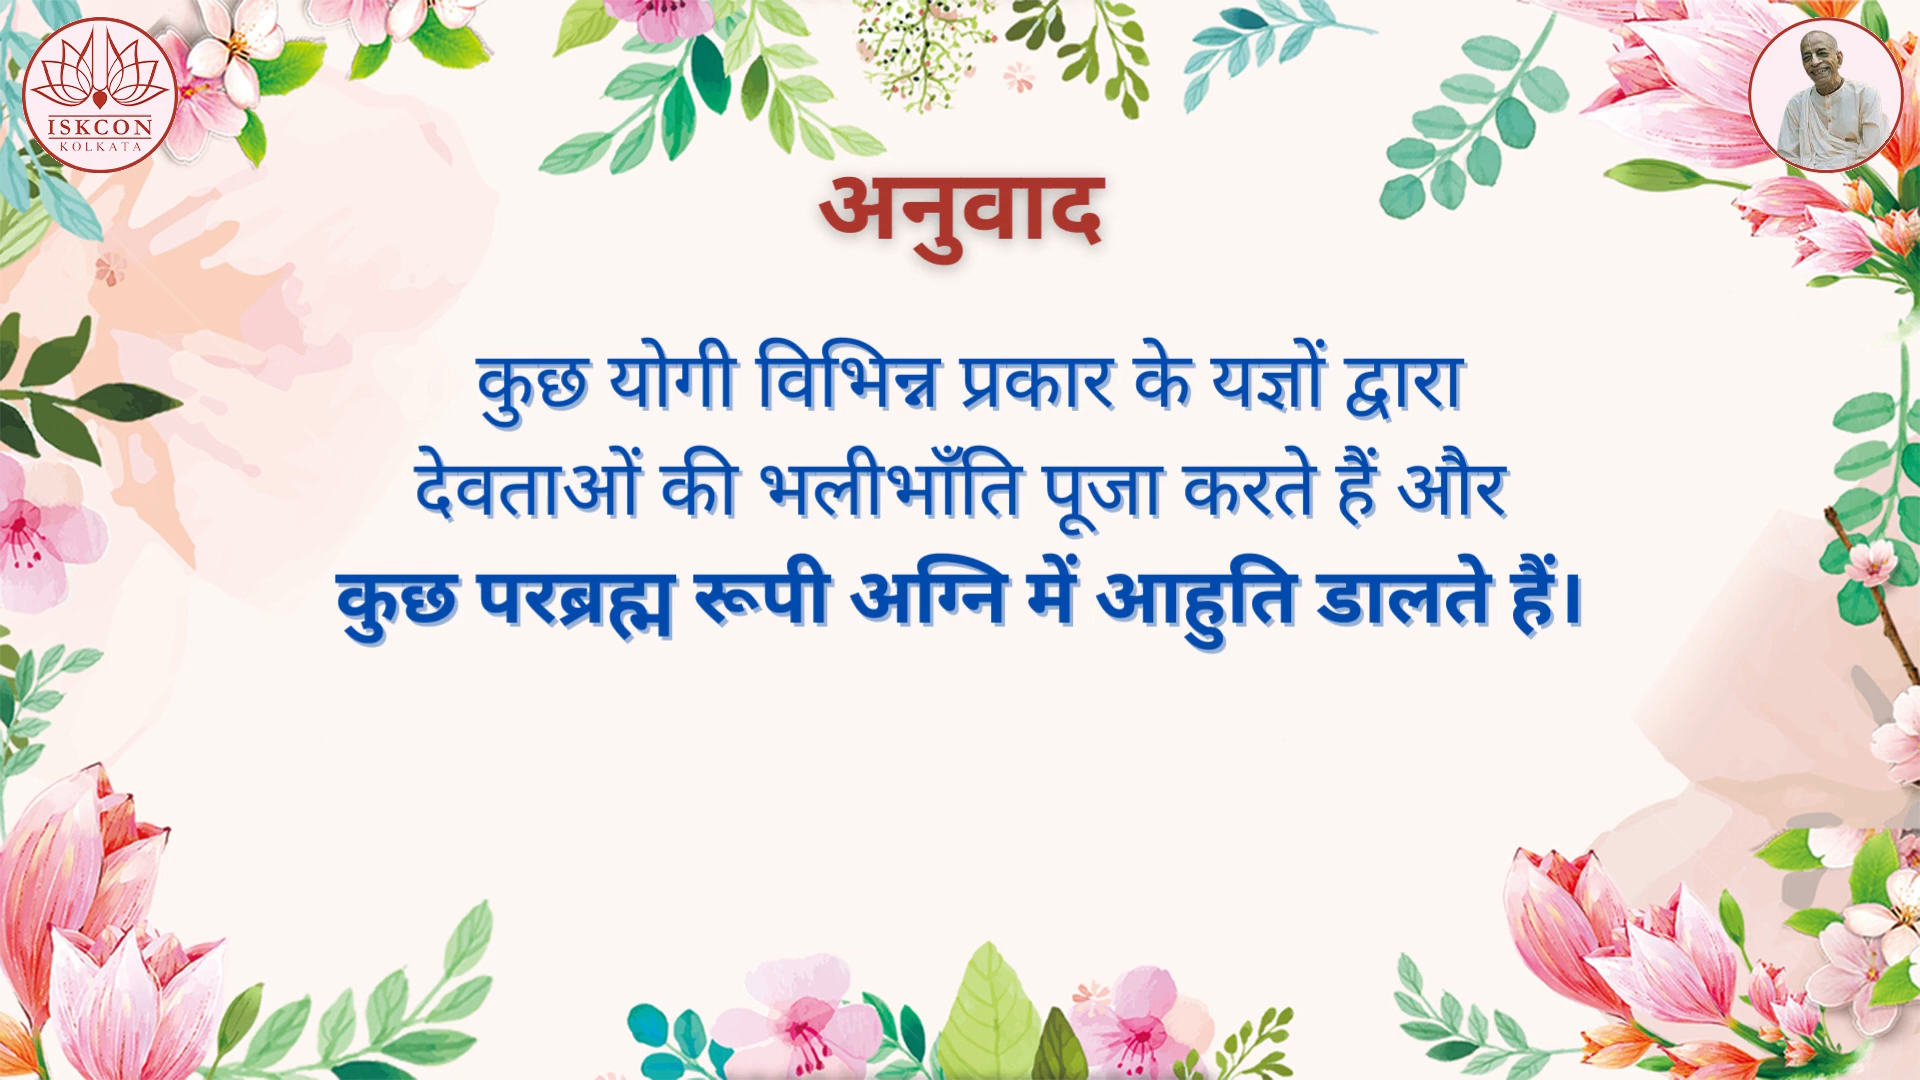 ISKCON
KOLKATA
अनुवाद
कुछ योगी विभिन्न प्रकार के यज्ञों द्वारा
देवताओं की भलीभाँति पूजा करते हैं और
कुछ परब्रह्म रूपी अग्नि में आहुति डालते हैं।